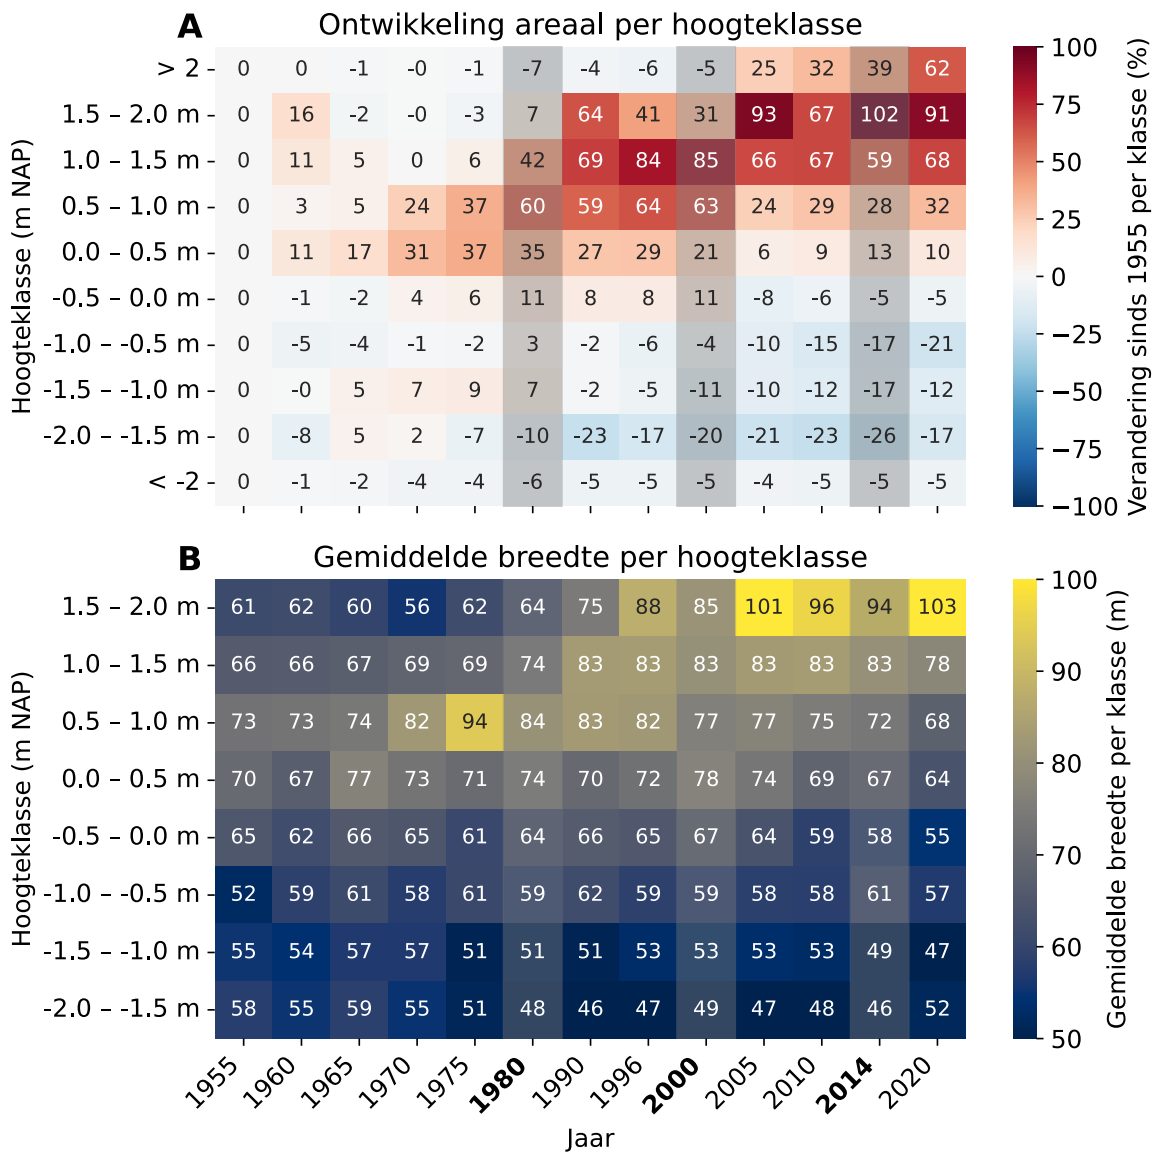 A Ontwikkeling areaal per hoogteklasse
Hoogteklasse (m NAP)
> 2 0 0 -1 -0 -1 -7 -4 -6 -5 25 32 39 62
1.5 – 2.0 m 0 16 -2 -0 -3 7 64 41 31 93 67 102 91
1.0 – 1.5 m 0 11 5 0 6 42 69 84 85 66 67 59 68
0.5 – 1.0 m 0 3 5 24 37 60 59 64 63 24 29 28 32
0.0 – 0.5 m 0 11 17 31 37 35 27 29 21 6 9 13 10
-0.5 – 0.0 m 0 -1 -2 4 6 11 8 8 11 -8 -6 -5 -5
-1.0 – -0.5 m 0 -5 -4 -1 -2 3 -2 -6 -4 -10 -15 -17 -21
-1.5 – -1.0 m 0 -0 5 7 9 7 -2 -5 -11 -10 -12 -17 -12
-2.0 – -1.5 m 0 -8 5 2 -7 -10 -23 -17 -20 -21 -23 -26 -17
< -2 0 -1 -2 -4 -4 -6 -5 -5 -5 -4 -5 -5 -5
100
75
50
25
0
−25
−50
−75
−100
Verandering sinds 1955 per klasse (%)
B Gemiddelde breedte per hoogteklasse
Hoogteklasse (m NAP)
1.5 – 2.0 m 61 62 60 56 62 64 75 88 85 101 96 94 103
1.0 – 1.5 m 66 66 67 69 69 74 83 83 83 83 83 83 78
0.5 – 1.0 m 73 73 74 82 94 84 83 82 77 77 75 72 68
0.0 – 0.5 m 70 67 77 73 71 74 70 72 78 74 69 67 64
-0.5 – 0.0 m 65 62 66 65 61 64 66 65 67 64 59 58 55
-1.0 – -0.5 m 52 59 61 58 61 59 62 59 59 58 58 61 57
-1.5 – -1.0 m 55 54 57 57 51 51 51 53 53 53 53 49 47
-2.0 – -1.5 m 58 55 59 55 51 48 46 47 49 47 48 46 52
1955 1960 1965 1970 1975 1980 1990 1996 2000 2005 2010 2014 2020
Jaar
100
90
80
70
60
50
Gemiddelde breedte per klasse (m)